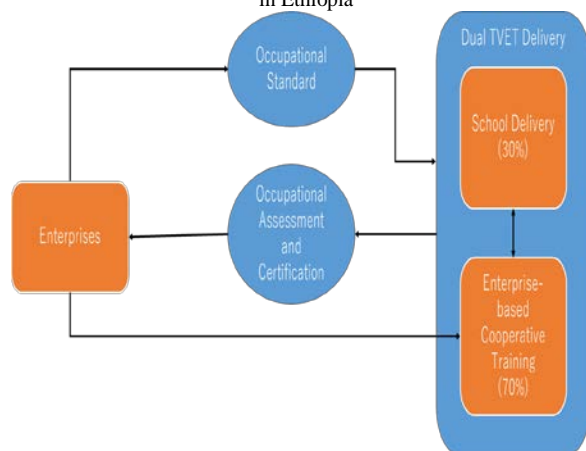 in Ethiopia
Occupational
Standard
Dual TVET Delivery
School Delivery
(30%)
Enterprises
Occupational
Assessment
and
Certification
Enterprise-
based
Cooperative
Training
(70%)